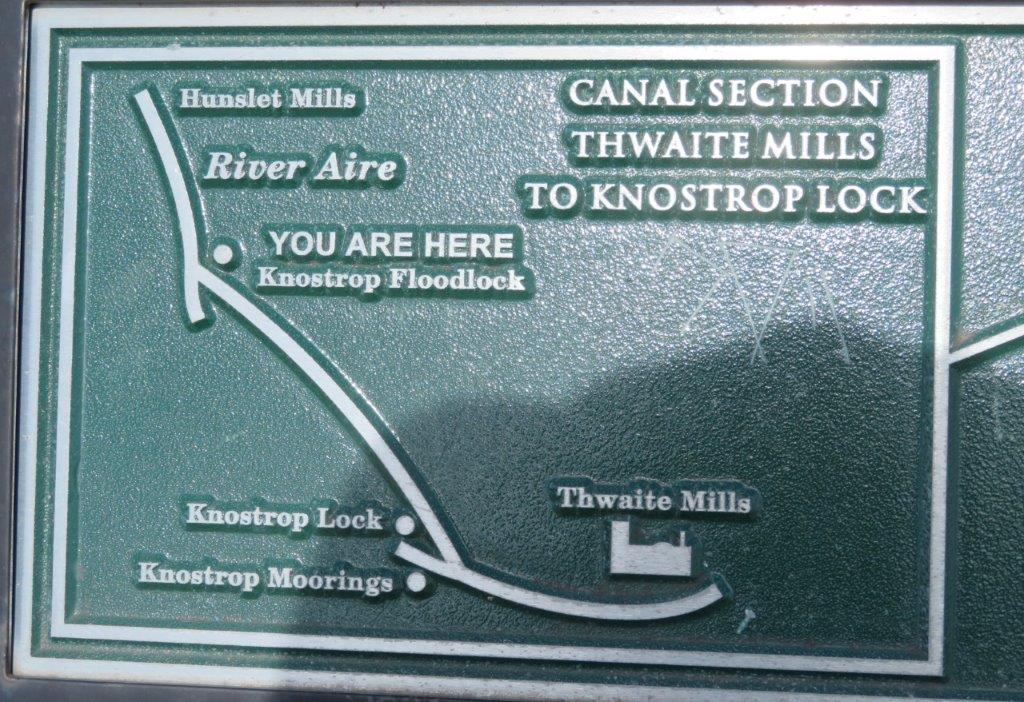 CANAL SECTION
THWAITE MILLS
TO KNOSTROP LOCK
Hunslet Mills
River Aire
YOU ARE HERE
Knostrop Floodlock
Knostrop Lock
Knostrop Moorings
Thwaite Mills